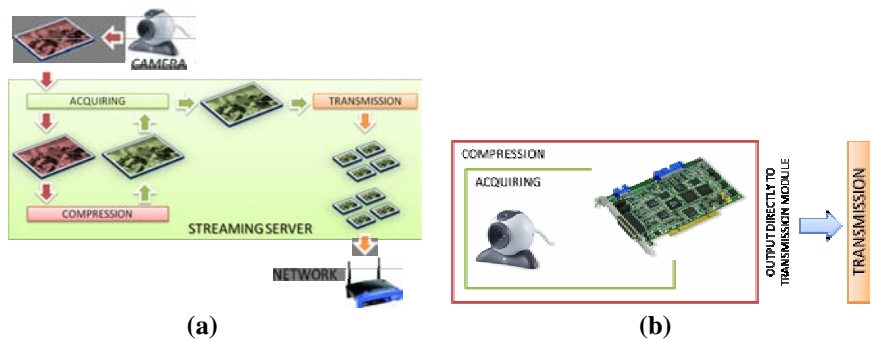 CAMERA
ACQUIRING
TRANSMISSION
COMPRESSION
STREAMING SERVER
NETWORK
(a)
COMPRESSION
ACQUIRING
OUTPUT DIRECTLY TO
TRANSMISSION MODULE
TRANSMISSION
(b)